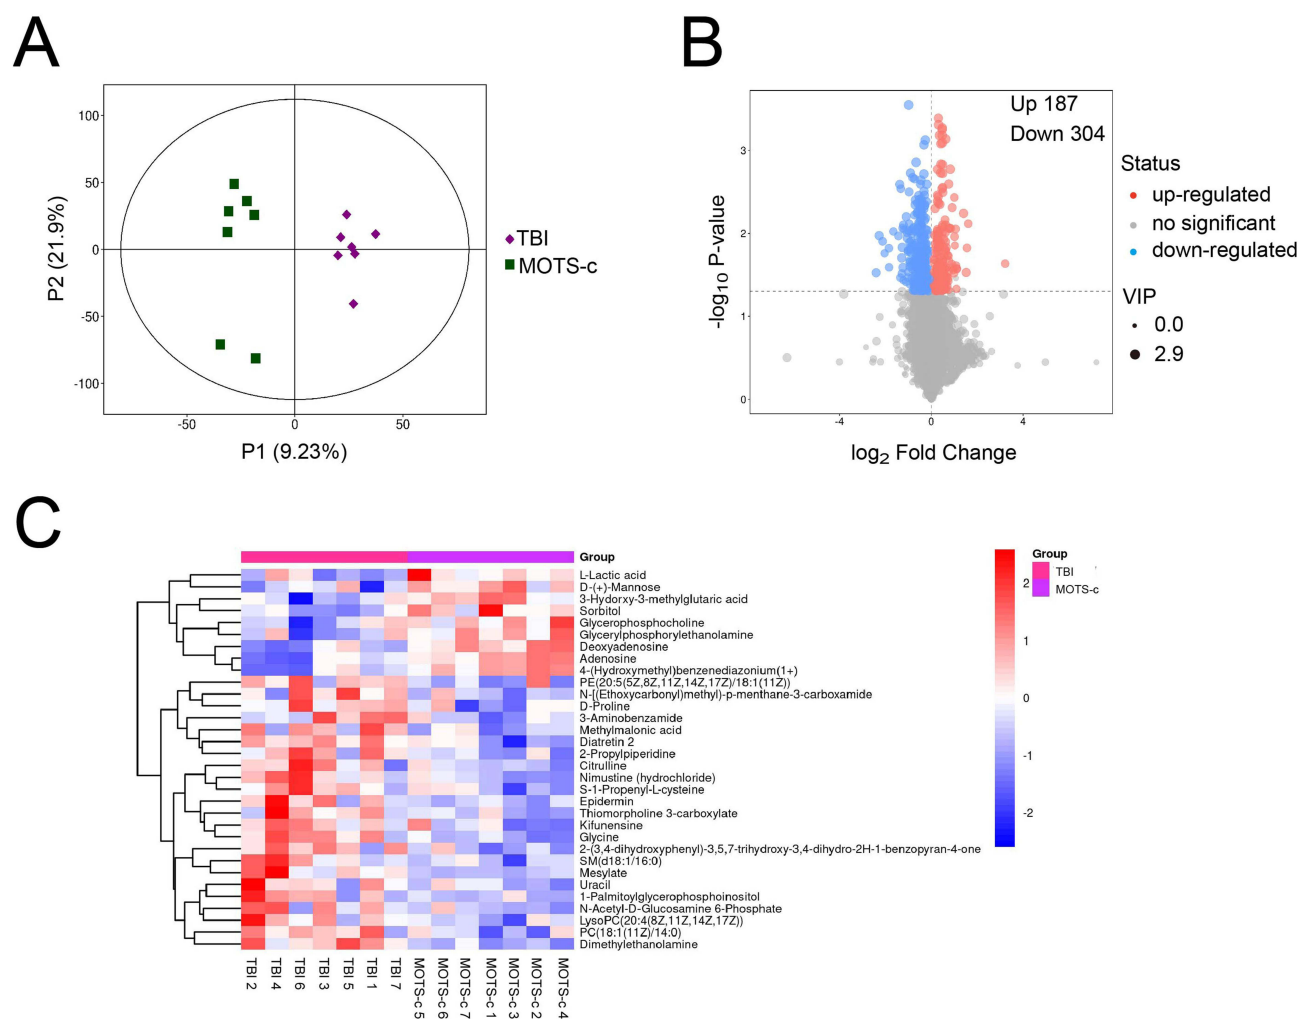 A
100
50
0
-50
-100
-50
0
50
P2 (21.9%)
P1 (9.23%)
TBI
MOTS-c
B
Up 187
Down 304
3
2
1
0
-4
0
4
-log10 P-value
log2 Fold Change
Status
up-regulated
no significant
down-regulated
VIP
0.0
2.9
C
Group
L-Lactic acid
D-(+)-Mannose
3-Hydorxy-3-methylglutaric acid
Sorbitol
Glycerophosphocholine
Glycerylphosphorylethanolamine
Deoxyadenosine
Adenosine
4-(Hydroxymethyl)benzenediazonium(1+)
PE(20:5(5Z,8Z,11Z,14Z,17Z)/18:1(11Z))
N-[(Ethoxycarbonyl)methyl)-p-menthane-3-carboxamide
D-Proline
3-Aminobenzamide
Methylmalonic acid
Diatretin 2
2-Propylpiperidine
Citrulline
Nimustine (hydrochloride)
S-1-Propenyl-L-cysteine
Epidermin
Thiomorpholine 3-carboxylate
Kifunensine
Glycine
2-(3,4-dihydroxyphenyl)-3,5,7-trihydroxy-3,4-dihydro-2H-1-benzopyran-4-one
SM(d18:1/16:0)
Mesylate
Uracil
1-Palmitoylglycerophosphoinositol
N-Acetyl-D-Glucosamine 6-Phosphate
LysoPC(20:4(8Z,11Z,14Z,17Z))
PC(18:1(11Z)/14:0)
Dimethylethanolamine
TBI 2
TBI 4
TBI 6
TBI 3
TBI 5
TBI 1
TBI 7
MOTS-c 5
MOTS-c 6
MOTS-c 7
MOTS-c 1
MOTS-c 3
MOTS-c 2
MOTS-c 4
2
1
0
-1
-2
Group
TBI
MOTS-c